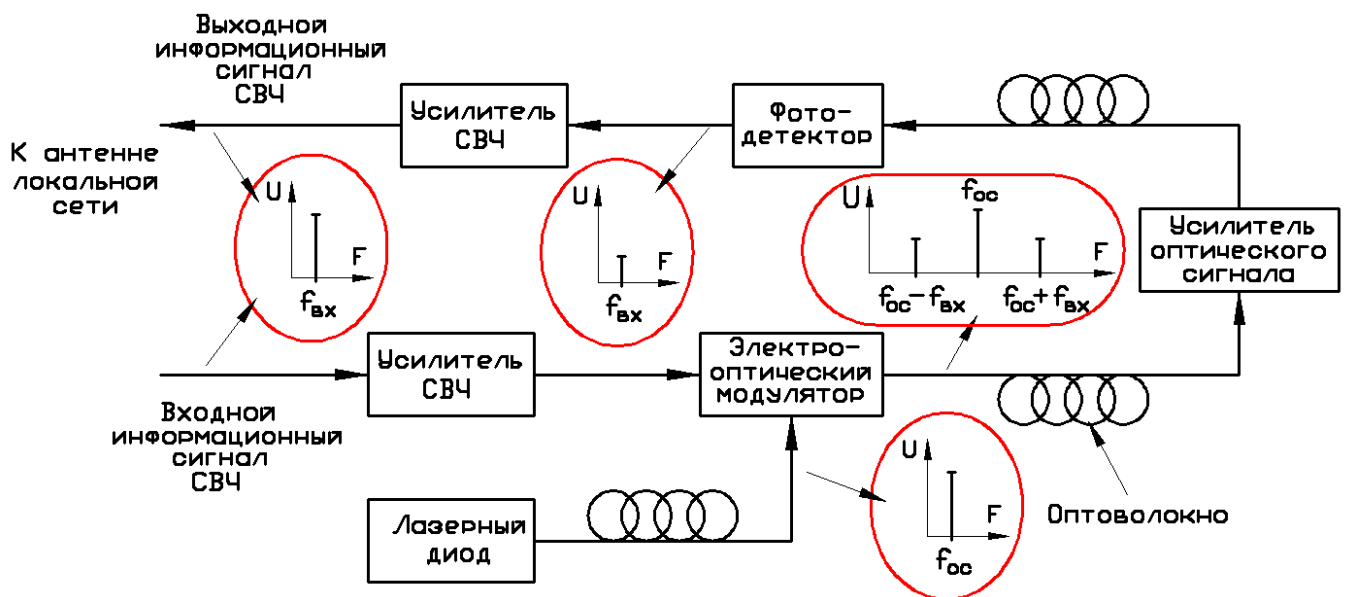 Выходной
информационный
сигнал
СВЧ
К антенне
локальной
сети
Усилитель
СВЧ
Фото-
детектор
U
F
fвх
U
F
fвх
U
fос
F
fос-fвх
fос+fвх
Усилитель
оптического
сигнала
Входной
информационный
сигнал
СВЧ
Усилитель
СВЧ
Электро-
оптический
модулятор
Лазерный
диод
U
F
fос
Оптоволокно